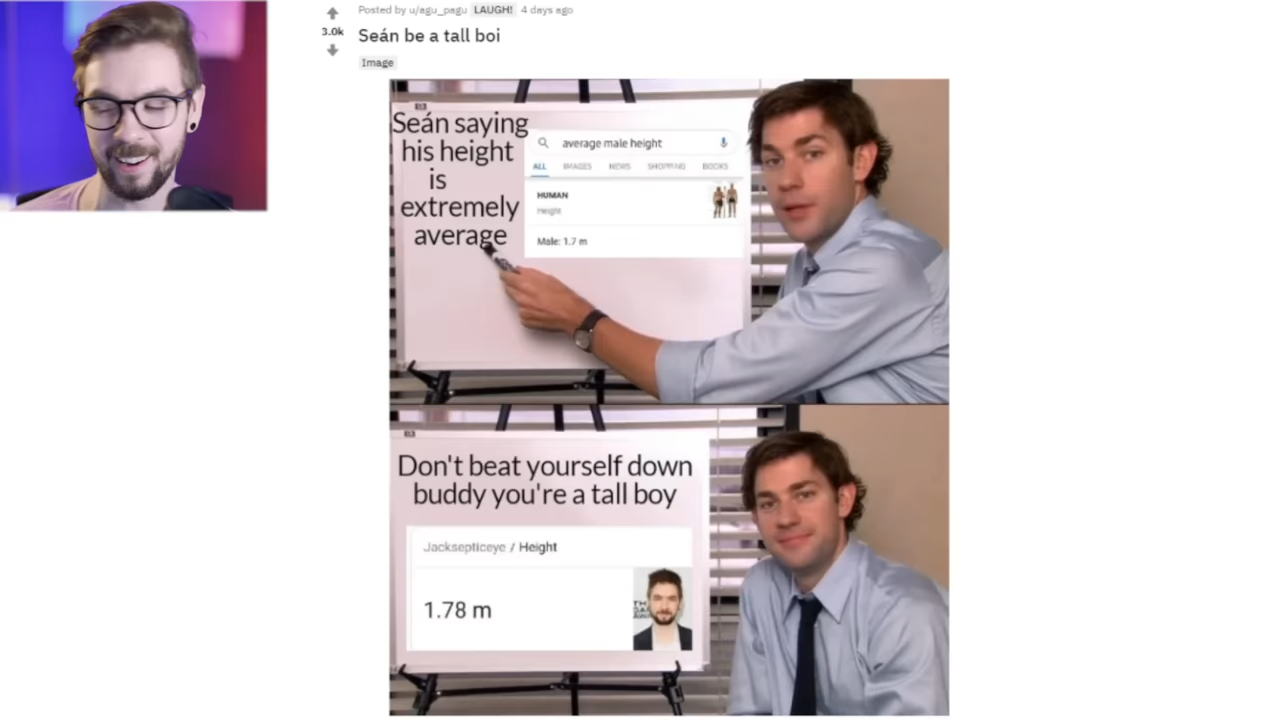 Posted by u/agu_pagu LAUGH! 4 days ago
3.0k
Seán be a tall boi
Image
Seán saying
his height
is
extremely
average
average male height
ALL IMAGES NEWS SHOPPING BOOKS
HUMAN
Height
Male: 1.7 m
Don't beat yourself down
buddy you're a tall boy
Jacksepticeye / Height
1.78 m